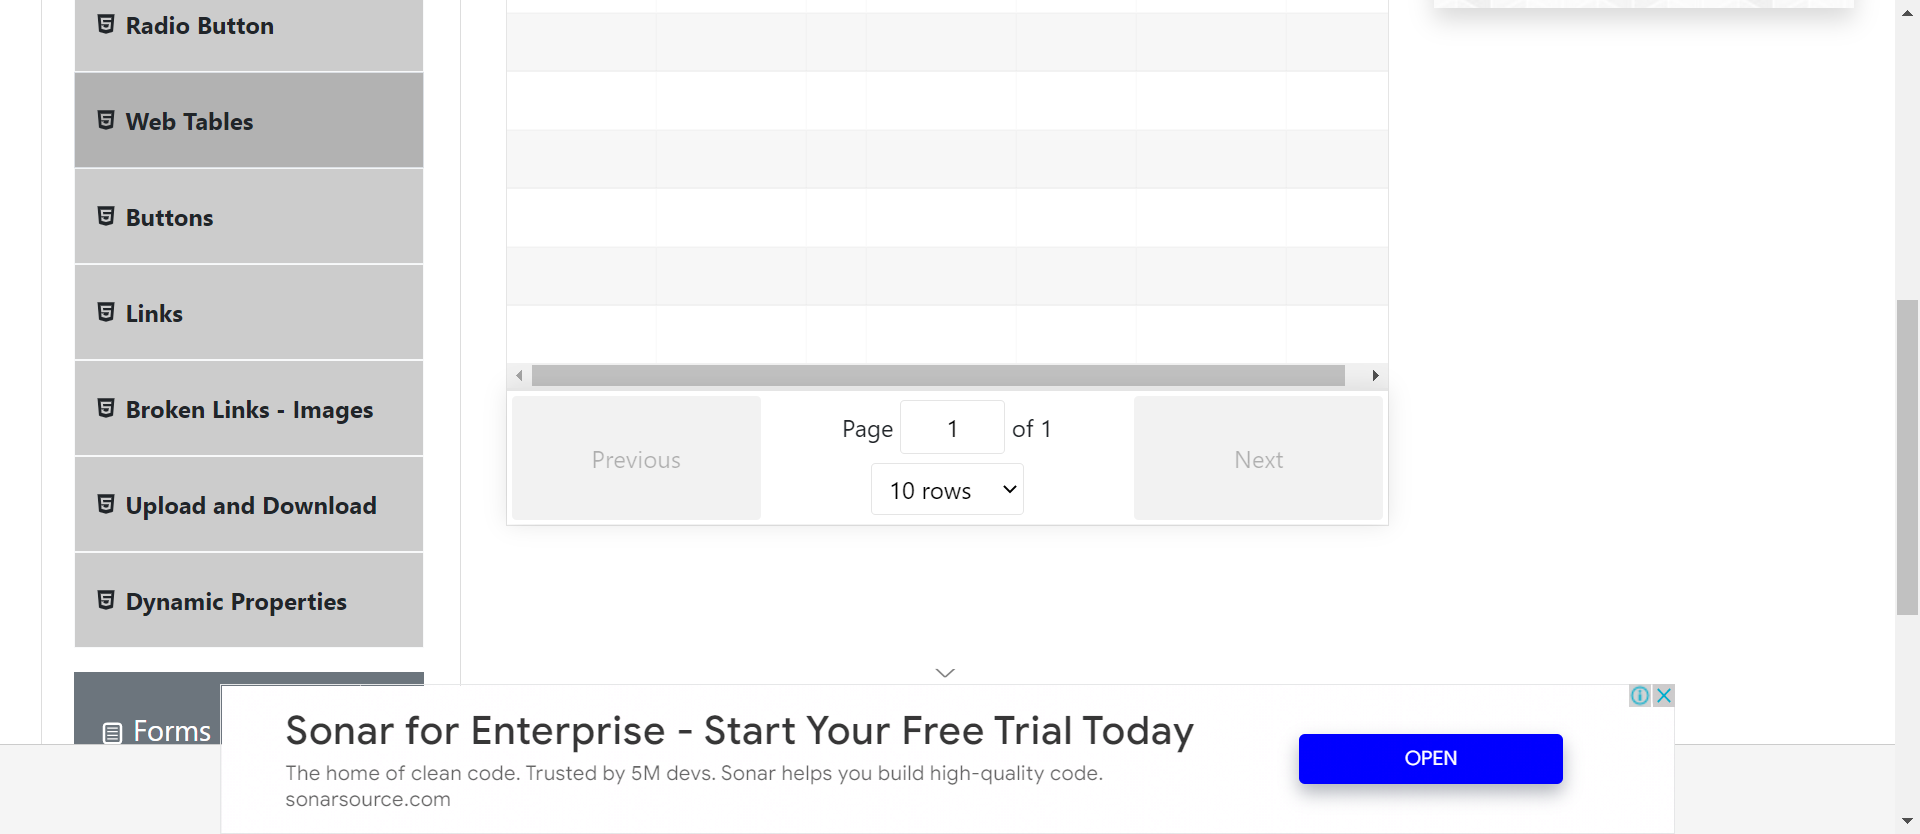 Radio Button
Web Tables
Buttons
Links
Broken Links - Images
Upload and Download
Dynamic Properties
Forms
Previous
Page 1 of 1
10 rows
Next
Sonar for Enterprise - Start Your Free Trial Today
The home of clean code. Trusted by 5M devs. Sonar helps you build high-quality code.
sonarsource.com
OPEN